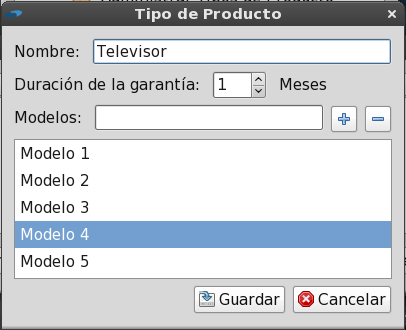 Tipo de Producto
Nombre: Televisor
Duración de la garantía: 1 Meses
Modelos:
Modelo 1
Modelo 2
Modelo 3
Modelo 4
Modelo 5
Guardar Cancelar